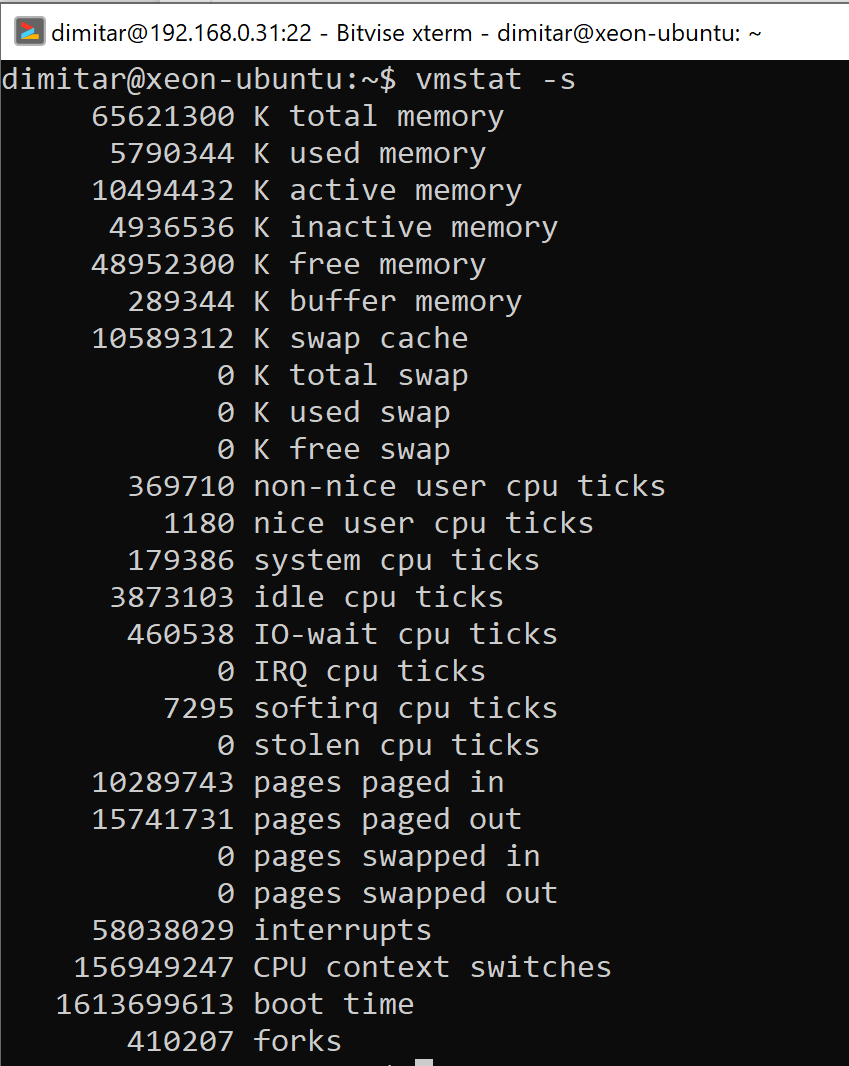 dimitar@192.168.0.31:22 - Bitvise xterm - dimitar@xeon-ubuntu: ~
dimitar@xeon-ubuntu:~$ vmstat -s
65621300 K total memory
5790344 K used memory
10494432 K active memory
4936536 K inactive memory
48952300 K free memory
289344 K buffer memory
10589312 K swap cache
0 K total swap
0 K used swap
0 K free swap
369710 non-nice user cpu ticks
1180 nice user cpu ticks
179386 system cpu ticks
3873103 idle cpu ticks
460538 IO-wait cpu ticks
0 IRQ cpu ticks
7295 softirq cpu ticks
0 stolen cpu ticks
10289743 pages paged in
15741731 pages paged out
0 pages swapped in
0 pages swapped out
58038029 interrupts
156949247 CPU context switches
1613699613 boot time
410207 forks